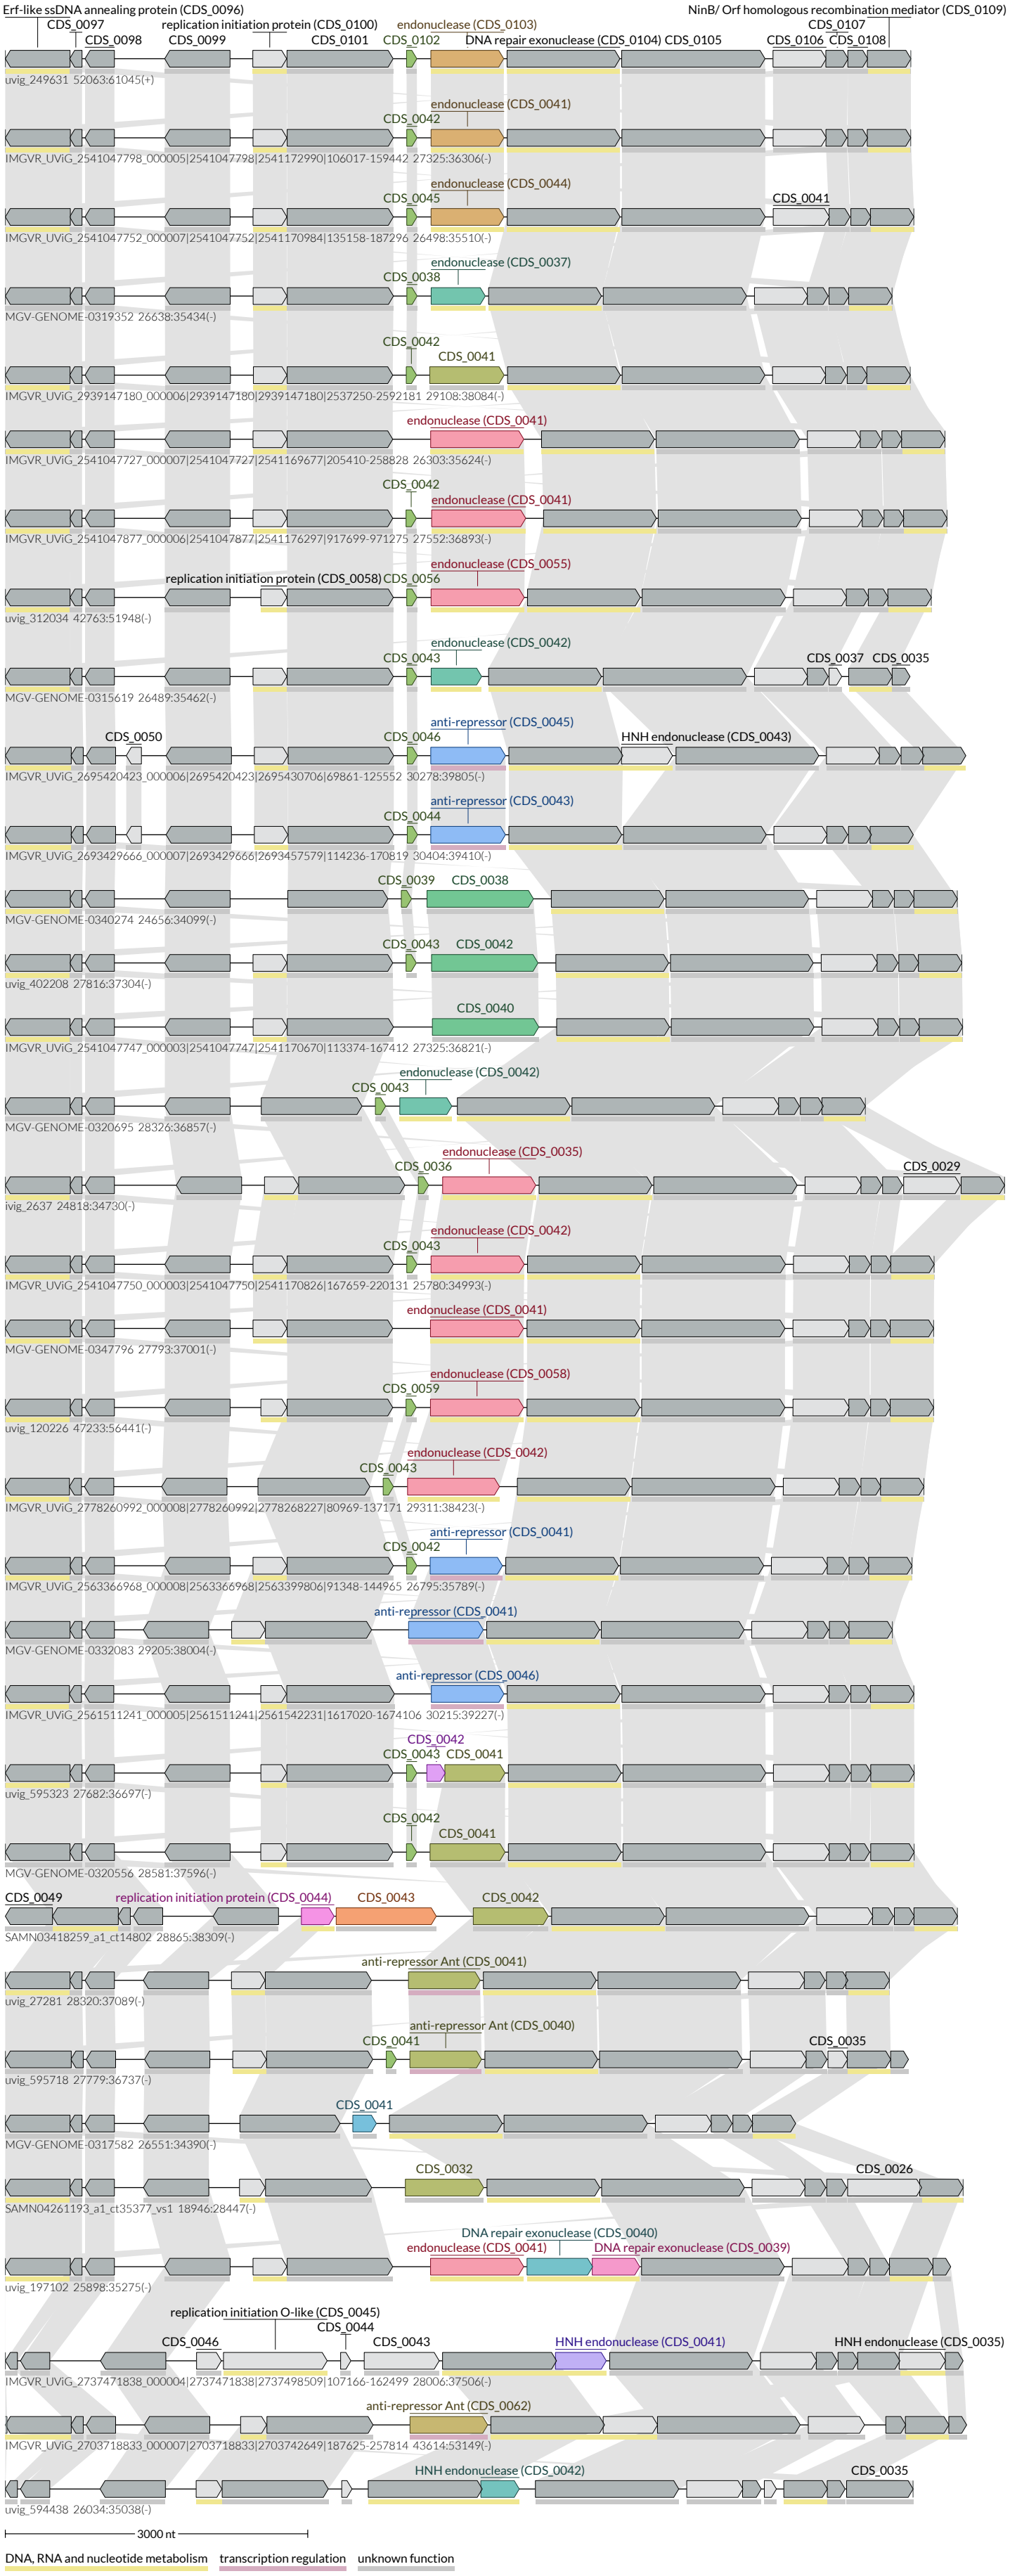 Erf-like ssDNA annealing protein (CDS_0096)
NinB/ Orf homologous recombination mediator (CDS_0109)
CDS_0097
replication initiation protein (CDS_0100)
endonuclease (CDS_0103)
CDS_0107
CDS_0098
CDS_0099
CDS_0101
CDS_0102
DNA repair exonuclease (CDS_0104)
CDS_0105
CDS_0106
CDS_0108
uvig_249631 52063:61045(+)
endonuclease (CDS_0041)
CDS_0042
IMGVR_UViG_2541047798_000005|2541047798|2541172990|106017-159442 27325:36306(-)
endonuclease (CDS_0044)
CDS_0045
CDS_0041
IMGVR_UViG_2541047752_000007|2541047752|2541170984|135158-187296 26498:35510(-)
endonuclease (CDS_0037)
CDS_0038
MGV-GENOME-0319352 26638:35434(-)
CDS_0042
CDS_0041
IMGVR_UViG_2939147180_000006|2939147180|2939147180|2537250-2592181 29108:38084(-)
endonuclease (CDS_0041)
IMGVR_UViG_2541047727_000007|2541047727|2541169677|205410-258828 26303:35624(-)
CDS_0042
endonuclease (CDS_0041)
IMGVR_UViG_2541047877_000006|2541047877|2541176297|917699-971275 27552:36893(-)
endonuclease (CDS_0055)
replication initiation protein (CDS_0058)
CDS_0056
uvig_312034 42763:51948(-)
endonuclease (CDS_0042)
CDS_0043
CDS_0037
CDS_0035
MGV-GENOME-0315619 26489:35462(-)
anti-repressor (CDS_0045)
CDS_0050
CDS_0046
HNH endonuclease (CDS_0043)
IMGVR_UViG_2695420423_000006|2695420423|2695430706|69861-125552 30278:39805(-)
anti-repressor (CDS_0043)
CDS_0044
IMGVR_UViG_2693429666_000007|2693429666|2693457579|114236-170819 30404:39410(-)
CDS_0039
CDS_0038
MGV-GENOME-0340274 24656:34099(-)
CDS_0043
CDS_0042
uvig_402208 27816:37304(-)
CDS_0040
IMGVR_UViG_2541047747_000003|2541047747|2541170670|113374-167412 27325:36821(-)
endonuclease (CDS_0042)
CDS_0043
MGV-GENOME-0320695 28326:36857(-)
endonuclease (CDS_0035)
CDS_0036
CDS_0029
ivig_2637 24818:34730(-)
endonuclease (CDS_0042)
CDS_0043
IMGVR_UViG_2541047750_000003|2541047750|2541170826|167659-220131 25780:34993(-)
endonuclease (CDS_0041)
MGV-GENOME-0347796 27793:37001(-)
endonuclease (CDS_0058)
CDS_0059
uvig_120226 47233:56441(-)
endonuclease (CDS_0042)
CDS_0043
IMGVR_UViG_2778260992_000008|2778260992|2778268227|80969-137171 29311:38423(-)
anti-repressor (CDS_0041)
CDS_0042
IMGVR_UViG_2563366968_000008|2563366968|2563399806|91348-144965 26795:35789(-)
anti-repressor (CDS_0041)
MGV-GENOME-0332083 29205:38004(-)
anti-repressor (CDS_0046)
IMGVR_UViG_2561511241_000005|2561511241|2561542231|1617020-1674106 30215:39227(-)
CDS_0042
CDS_0043
CDS_0041
uvig_595323 27682:36697(-)
CDS_0042
CDS_0041
MGV-GENOME-0320556 28581:37596(-)
CDS_0049
replication initiation protein (CDS_0044)
CDS_0043
CDS_0042
SAMN03418259_a1_ct14802 28865:38309(-)
anti-repressor Ant (CDS_0041)
uvig_27281 28320:37089(-)
anti-repressor Ant (CDS_0040)
CDS_0041
CDS_0035
uvig_595718 27779:36737(-)
CDS_0041
MGV-GENOME-0317582 26551:34390(-)
CDS_0032
CDS_0026
SAMN04261193_a1_ct35377_vs1 18946:28447(-)
DNA repair exonuclease (CDS_0040)
endonuclease (CDS_0041)
DNA repair exonuclease (CDS_0039)
uvig_197102 25898:35275(-)
replication initiation O-like (CDS_0045)
CDS_0044
CDS_0046
CDS_0043
HNH endonuclease (CDS_0041)
HNH endonuclease (CDS_0035)
IMGVR_UViG_2737471838_000004|2737471838|2737498509|107166-162499 28006:37506(-)
anti-repressor Ant (CDS_0062)
IMGVR_UViG_2703718833_000007|2703718833|2703742649|187625-257814 43614:53149(-)
HNH endonuclease (CDS_0042)
CDS_0035
uvig_594438 26034:35038(-)
3000 nt
DNA, RNA and nucleotide metabolism
transcription regulation
unknown function